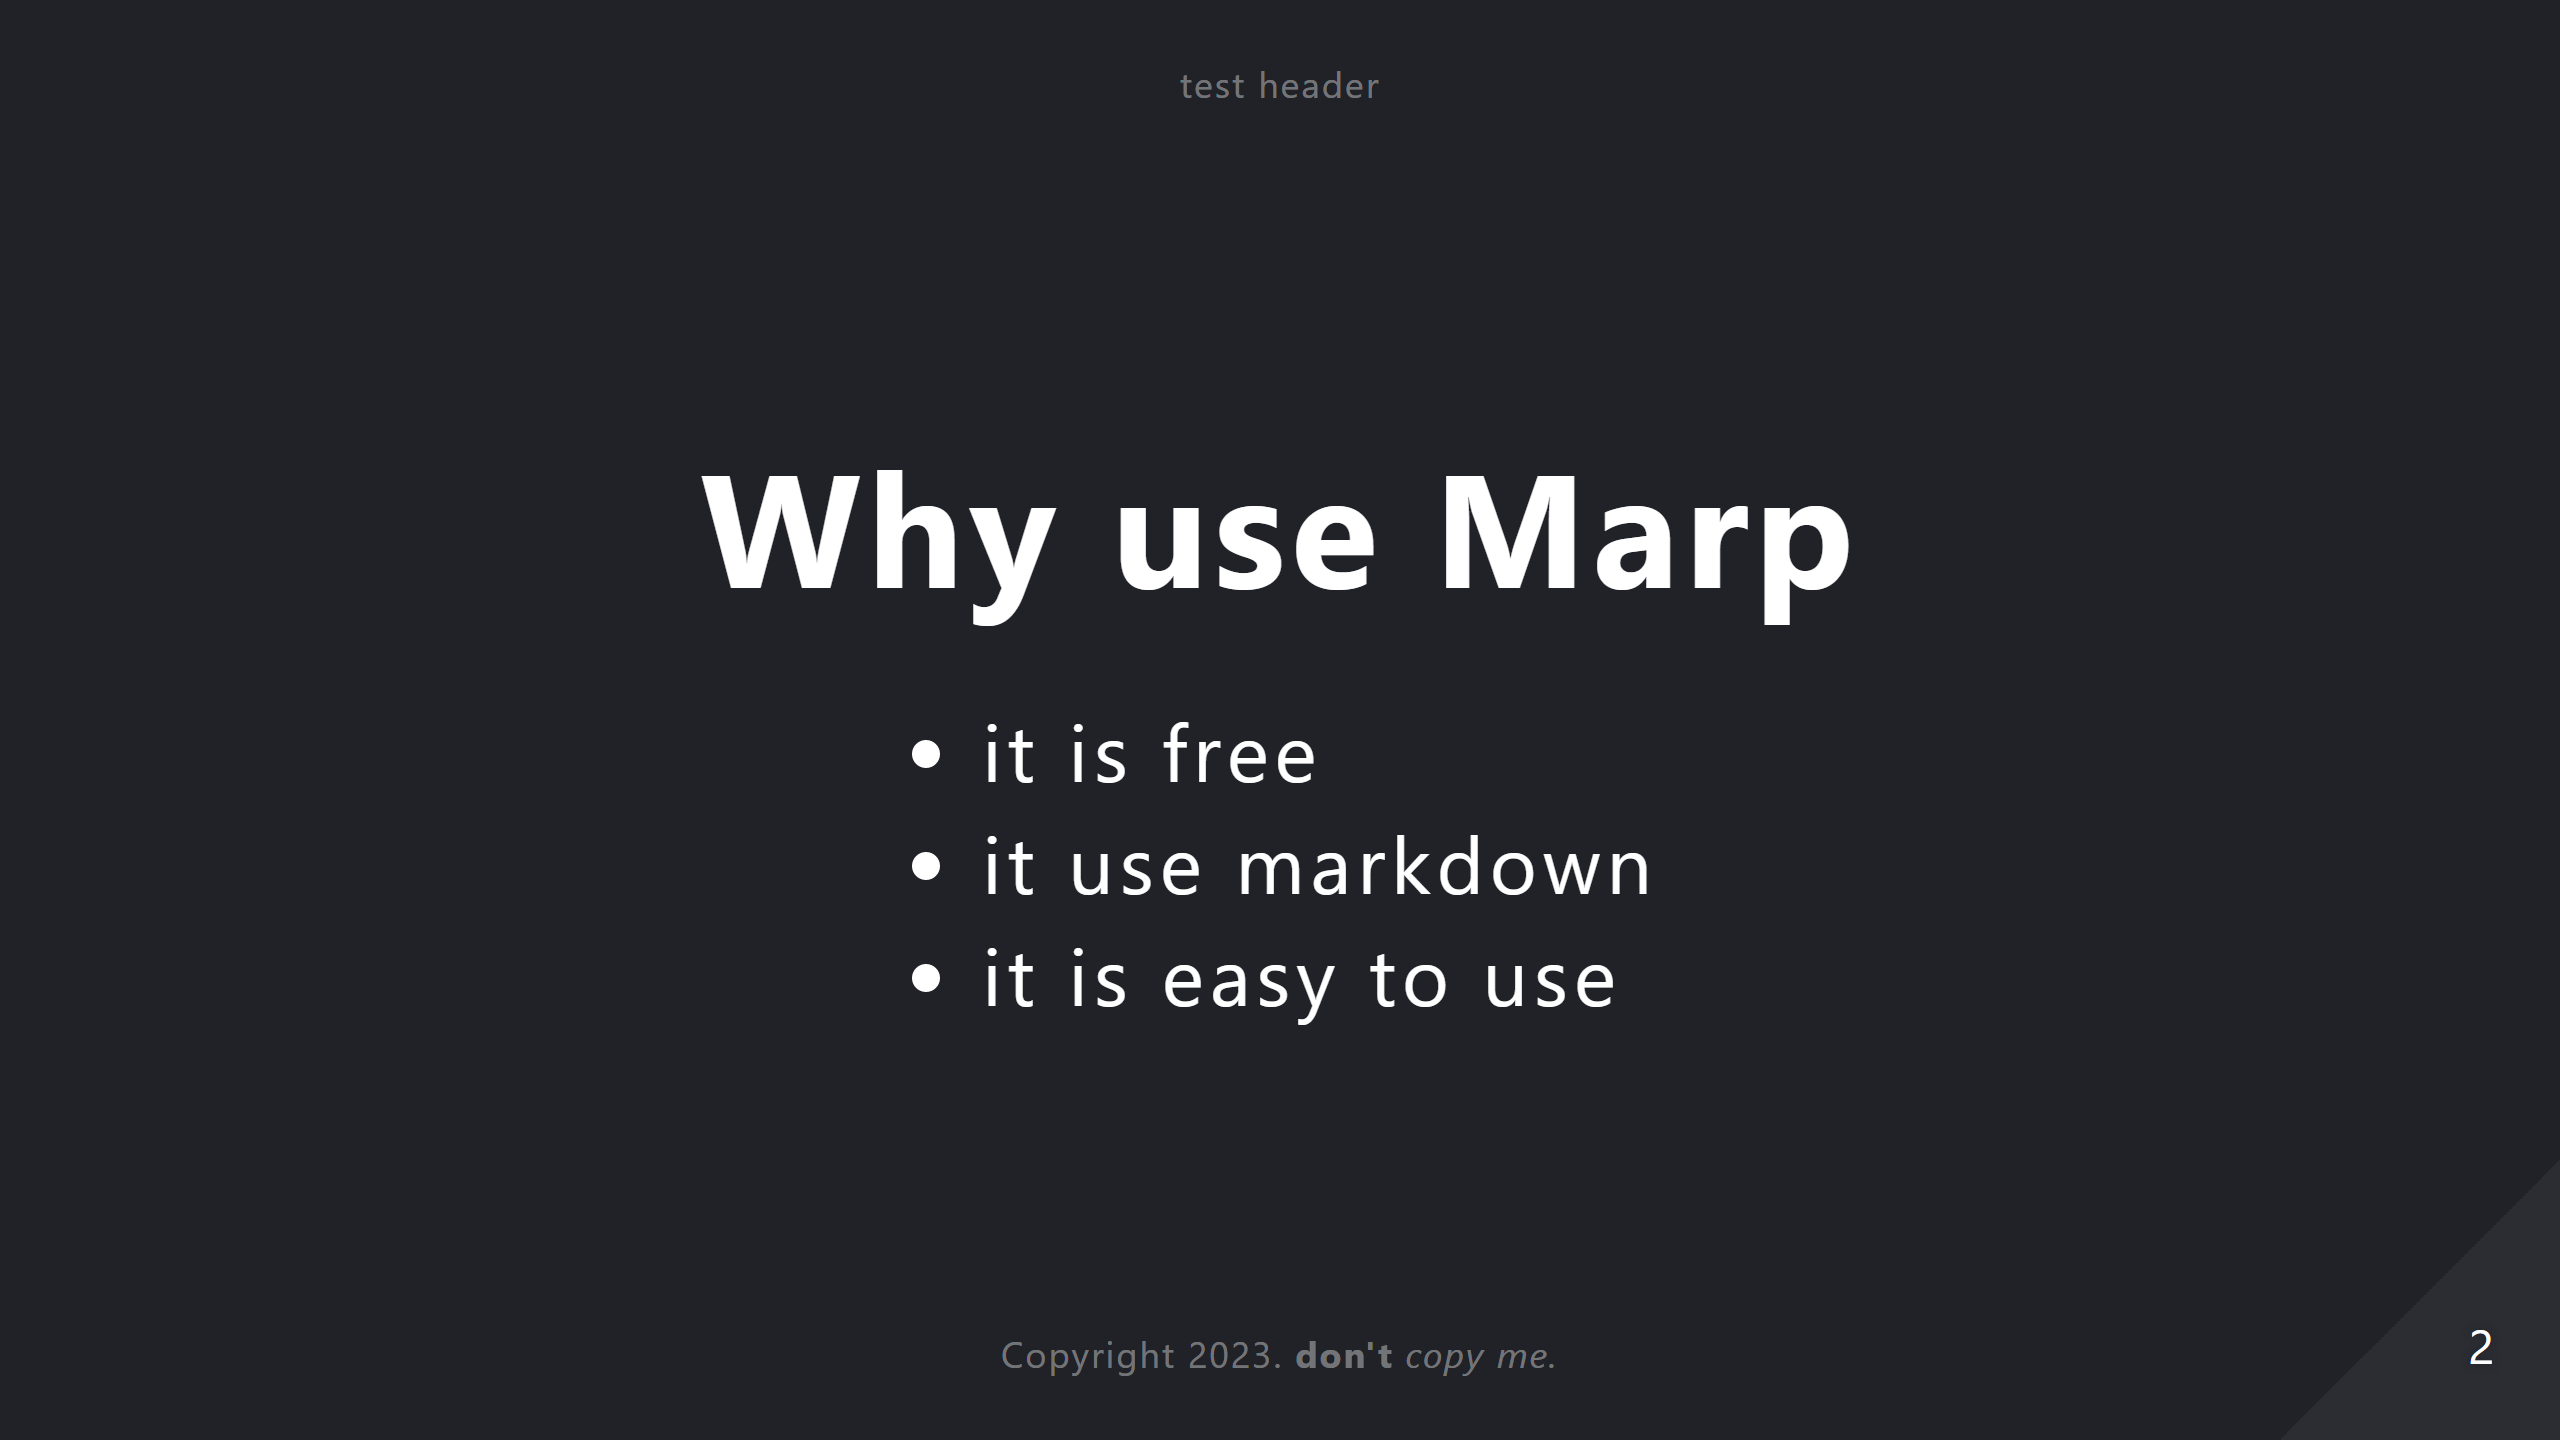 test header
Why use Marp
• it is free
• it use markdown
• it is easy to use
Copyright 2023. don't copy me.
2